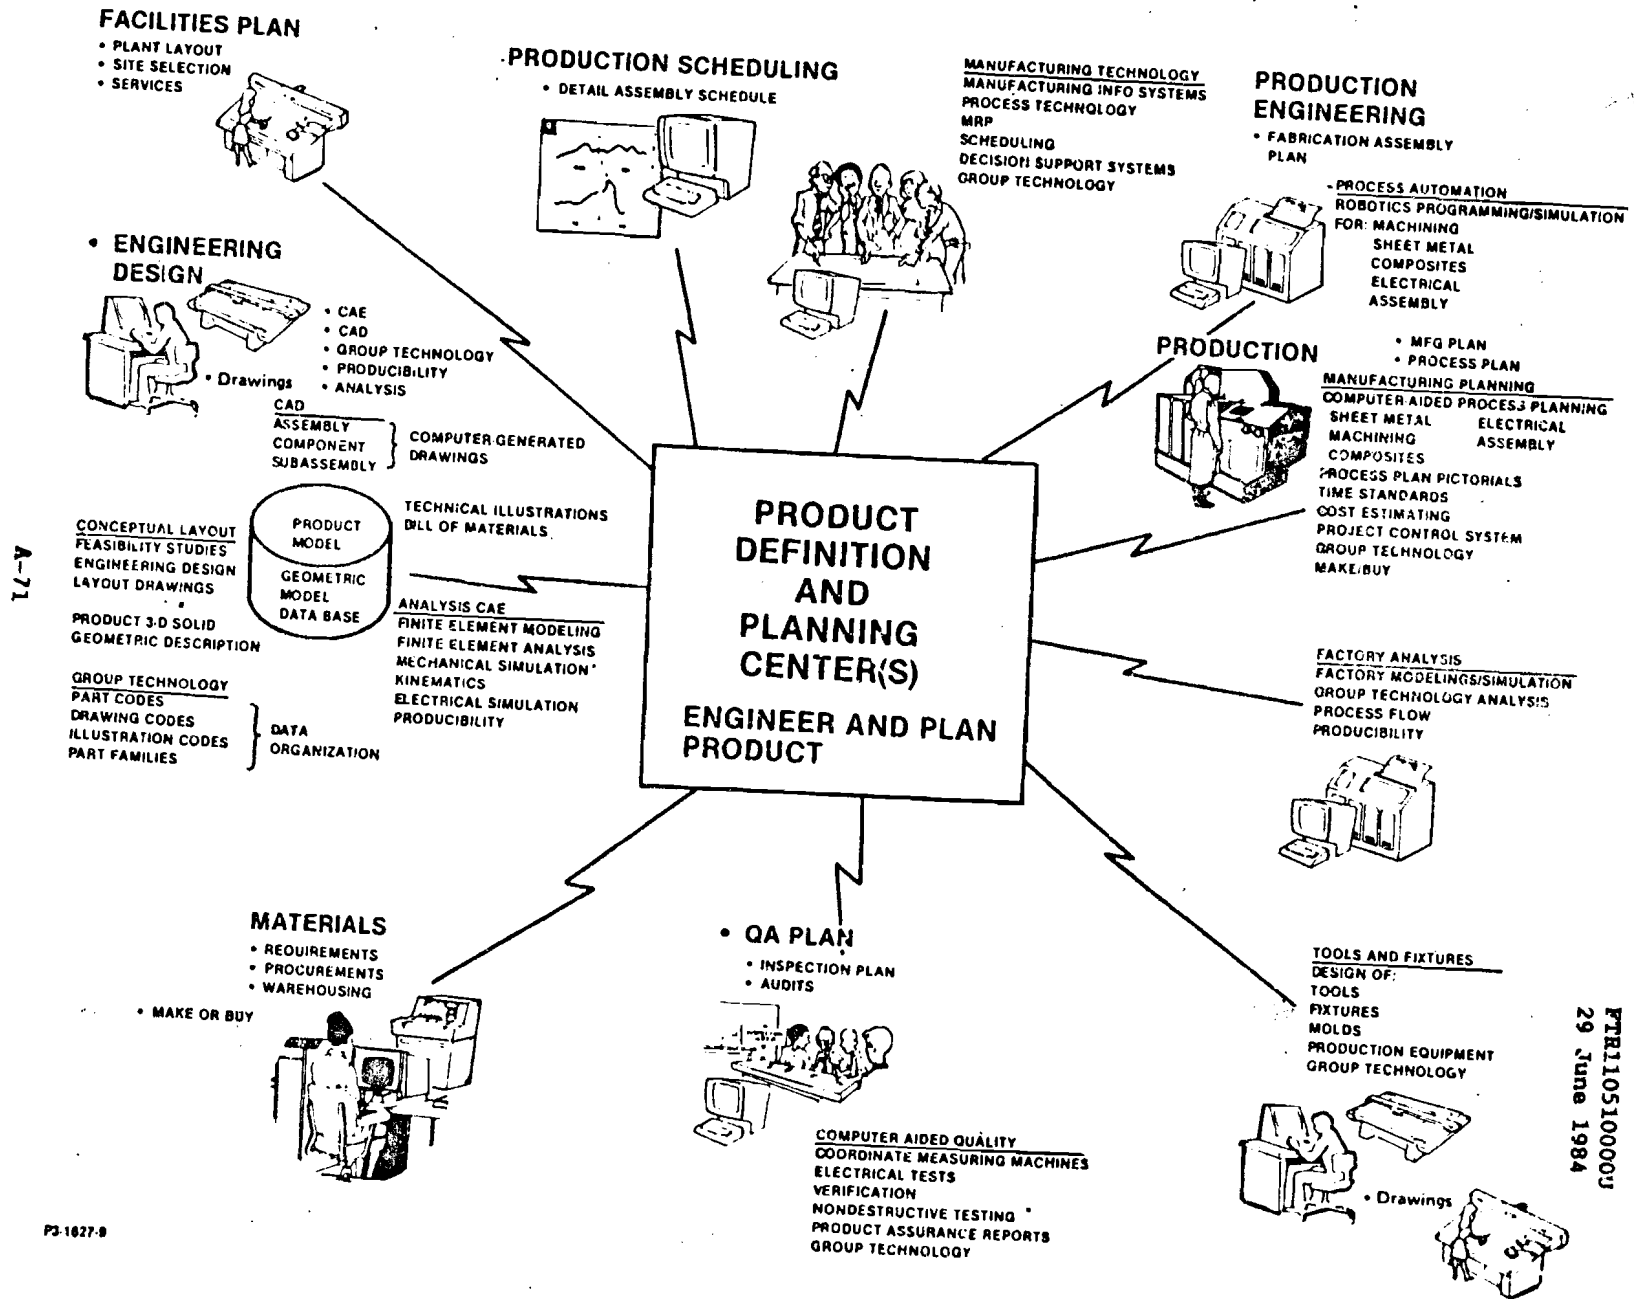 FACILITIES PLAN
• PLANT LAYOUT
• SITE SELECTION
• SERVICES
PRODUCTION SCHEDULING
• DETAIL ASSEMBLY SCHEDULE
MANUFACTURING TECHNOLOGY
MANUFACTURING INFO SYSTEMS
PROCESS TECHNOLOGY
MRP
SCHEDULING
DECISION SUPPORT SYSTEMS
GROUP TECHNOLOGY
PRODUCTION
ENGINEERING
• FABRICATION ASSEMBLY
PLAN
PROCESS AUTOMATION
ROBOTICS PROGRAMMING/SIMULATION
FOR: MACHINING
SHEET METAL
COMPOSITES
ELECTRICAL
ASSEMBLY
• ENGINEERING
DESIGN
• CAE
• CAD
• GROUP TECHNOLOGY
• PRODUCIBILITY
• ANALYSIS
• Drawings
CAD
ASSEMBLY
COMPONENT
SUBASSEMBLY
COMPUTER-GENERATED
DRAWINGS
PRODUCTION
• MFG PLAN
• PROCESS PLAN
MANUFACTURING PLANNING
COMPUTER-AIDED PROCESS PLANNING
SHEET METAL ELECTRICAL
MACHINING ASSEMBLY
COMPOSITES
PROCESS PLAN PICTORIALS
TIME STANDARDS
COST ESTIMATING
PROJECT CONTROL SYSTEM
GROUP TECHNOLOGY
MAKE/BUY
PRODUCT
MODEL
GEOMETRIC
MODEL
DATA BASE
TECHNICAL ILLUSTRATIONS
BILL OF MATERIALS
CONCEPTUAL LAYOUT
FEASIBILITY STUDIES
ENGINEERING DESIGN
LAYOUT DRAWINGS
PRODUCT 3-D SOLID
GEOMETRIC DESCRIPTION
ANALYSIS CAE
FINITE ELEMENT MODELING
FINITE ELEMENT ANALYSIS
MECHANICAL SIMULATION
KINEMATICS
ELECTRICAL SIMULATION
PRODUCIBILITY
GROUP TECHNOLOGY
PART CODES
DRAWING CODES
ILLUSTRATION CODES
PART FAMILIES
DATA
ORGANIZATION
PRODUCT
DEFINITION
AND
PLANNING
CENTER(S)
ENGINEER AND PLAN
PRODUCT
FACTORY ANALYSIS
FACTORY MODELINGS/SIMULATION
GROUP TECHNOLOGY ANALYSIS
PROCESS FLOW
PRODUCIBILITY
MATERIALS
• REQUIREMENTS
• PROCUREMENTS
• WAREHOUSING
• MAKE OR BUY
• QA PLAN
• INSPECTION PLAN
• AUDITS
COMPUTER AIDED QUALITY
COORDINATE MEASURING MACHINES
ELECTRICAL TESTS
VERIFICATION
NONDESTRUCTIVE TESTING
PRODUCT ASSURANCE REPORTS
GROUP TECHNOLOGY
TOOLS AND FIXTURES
DESIGN OF:
TOOLS
FIXTURES
MOLDS
PRODUCTION EQUIPMENT
GROUP TECHNOLOGY
• Drawings
P3-1627-9
A-71
FTR110510000U
29 June 1984